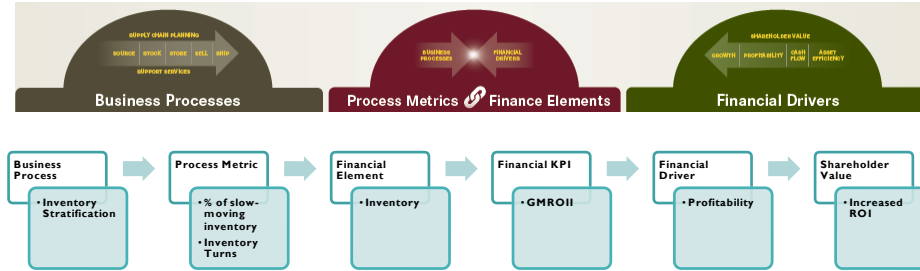 SUPPLY CHAIN PLANNING
SOURCE STOCK STORE SELL SHIP
SUPPORT SERVICES
Business Processes
BUSINESS
PROCESSES
FINANCIAL
DRIVERS
Process Metrics Finance Elements
SHAREHOLDER VALUE
GROWTH PROFITABILITY CASH FLOW ASSET EFFICIENCY
Financial Drivers
Business
Process
• Inventory
Stratification
Process Metric
• % of slow-
moving
inventory
• Inventory
Turns
Financial
Element
• Inventory
Financial KPI
• GMROII
Financial
Driver
• Profitability
Shareholder
Value
• Increased
ROI